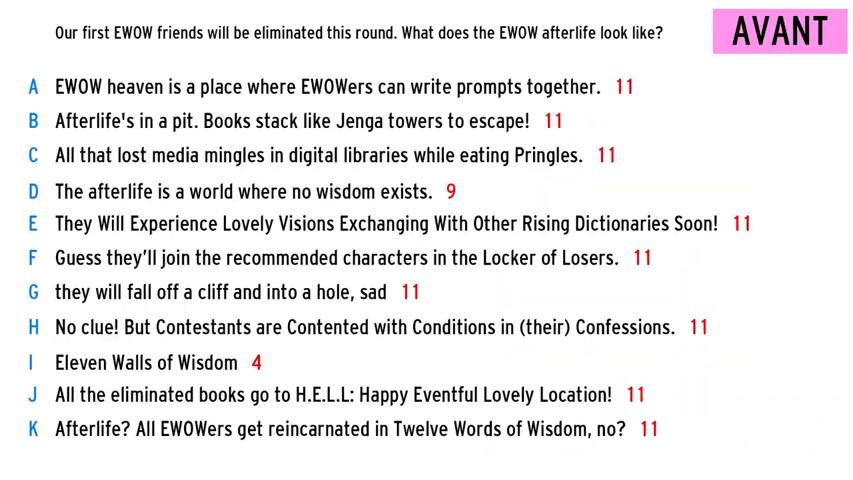 Our first EWOW friends will be eliminated this round. What does the EWOW afterlife look like?
AVANT
A EWOW heaven is a place where EWOWers can write prompts together. 11
B Afterlife's in a pit. Books stack like Jenga towers to escape! 11
C All that lost media mingles in digital libraries while eating Pringles. 11
D The afterlife is a world where no wisdom exists. 9
E They Will Experience Lovely Visions Exchanging With Other Rising Dictionaries Soon! 11
F Guess they’ll join the recommended characters in the Locker of Losers. 11
G they will fall off a cliff and into a hole, sad 11
H No clue! But Contestants are Contented with Conditions in (their) Confessions. 11
I Eleven Walls of Wisdom 4
J All the eliminated books go to H.E.L.L: Happy Eventful Lovely Location! 11
K Afterlife? All EWOWers get reincarnated in Twelve Words of Wisdom, no? 11